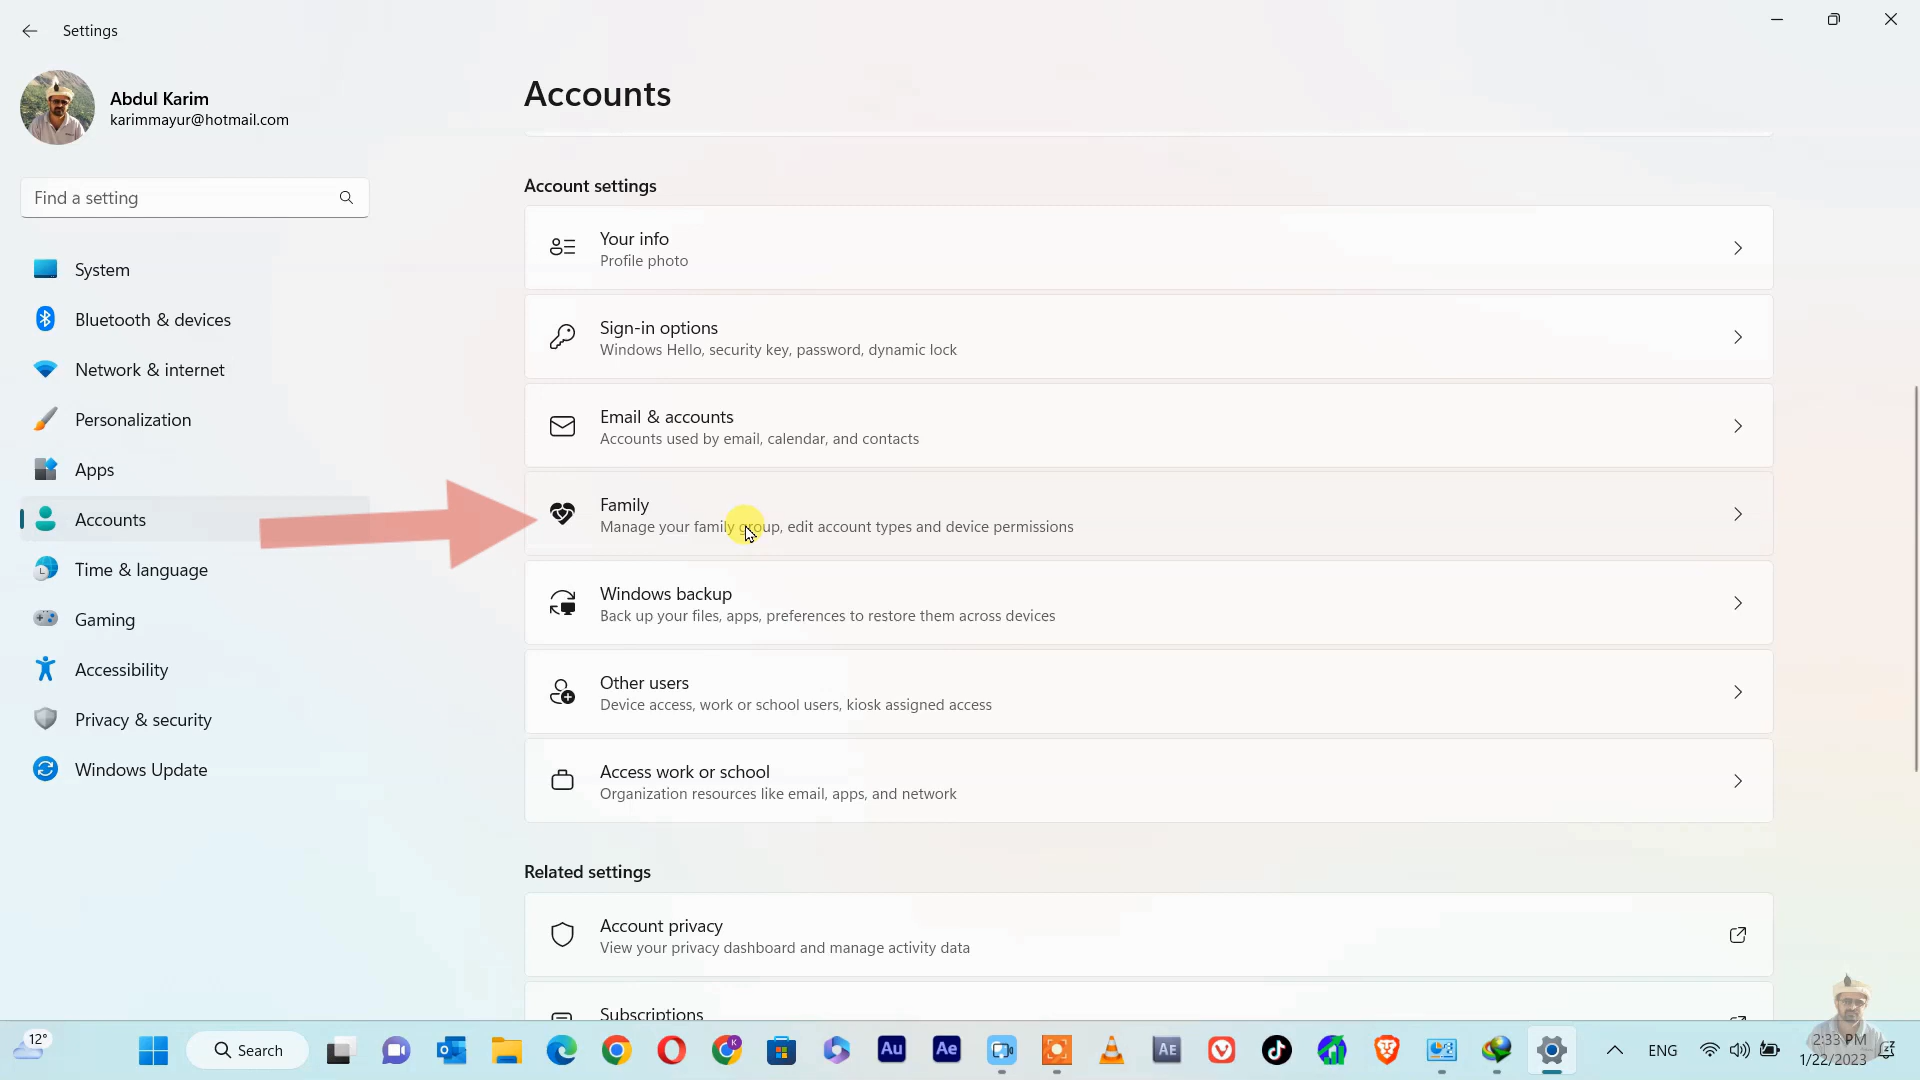 Settings
Abdul Karim
karimmayur@hotmail.com
Find a setting
System
Bluetooth & devices
Network & internet
Personalization
Apps
Accounts
Time & language
Gaming
Accessibility
Privacy & security
Windows Update
Accounts
Account settings
Your info
Profile photo
Sign-in options
Windows Hello, security key, password, dynamic lock
Email & accounts
Accounts used by email, calendar, and contacts
Family
Manage your family group, edit account types and device permissions
Windows backup
Back up your files, apps, preferences to restore them across devices
Other users
Device access, work or school users, kiosk assigned access
Access work or school
Organization resources like email, apps, and network
Related settings
Account privacy
View your privacy dashboard and manage activity data
Subscriptions
12°
Search
K
Au
Ae
AE
ENG
2:33 PM
1/22/2023